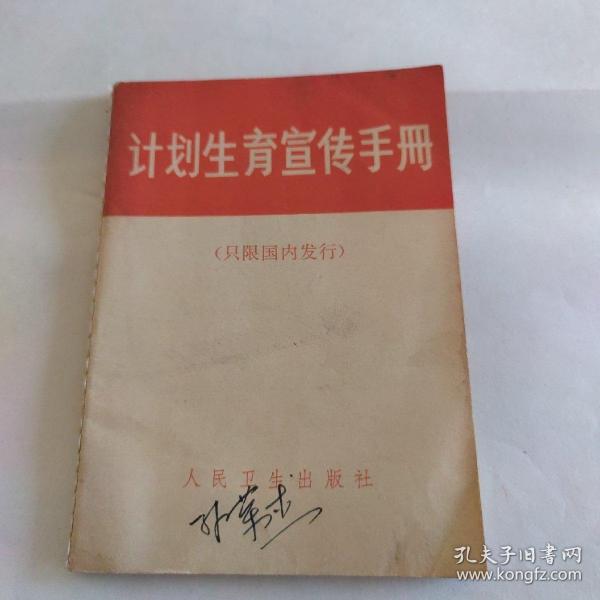 计划生育宣传手册
（只限国内发行）
人民卫生出版社
孔夫子旧书网
www.kongfz.com